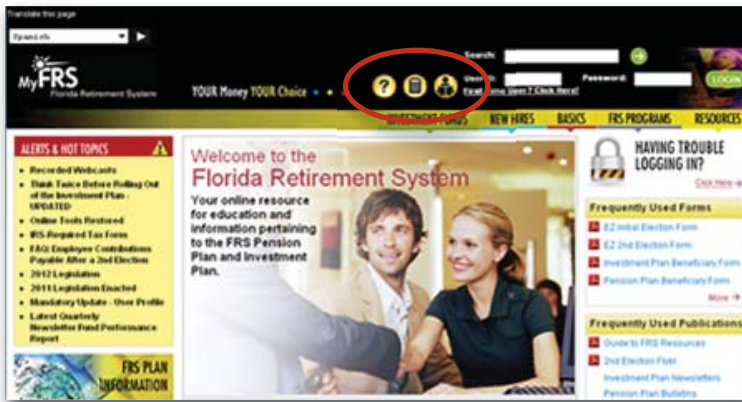 Translate this page
Spanish
MyFRS
Florida Retirement System
YOUR Money YOUR Choice
?
Search:
User ID:
Password:
LOGIN
First Time User? Click Here!
INVESTMENT FUNDS
NEW HIRES
BASICS
FRS PROGRAMS
RESOURCES
ALERTS & HOT TOPICS
Recorded Webcasts
Think Twice Before Rolling Out
of the Investment Plan -
UPDATED
Online Tools Restored
IRS-Required Tax Form
FAQ: Employee Contributions
Payable After a 2nd Election
2012 Legislation
2011 Legislation Enacted
Mandatory Update - User Profile
Latest Quarterly
Newsletter Fund Performance
Report
FRS PLAN
INFORMATION
Welcome to the
Florida Retirement System
Your online resource
for education and
information pertaining
to the FRS Pension
Plan and Investment
Plan.
HAVING TROUBLE
LOGGING IN?
Click Here
Frequently Used Forms
EZ Initial Election Form
EZ 2nd Election Form
Investment Plan Beneficiary Form
Pension Plan Beneficiary Form
More
Frequently Used Publications
Guide to FRS Resources
2nd Election Flyer
Investment Plan Newsletters
Pension Plan Bulletins